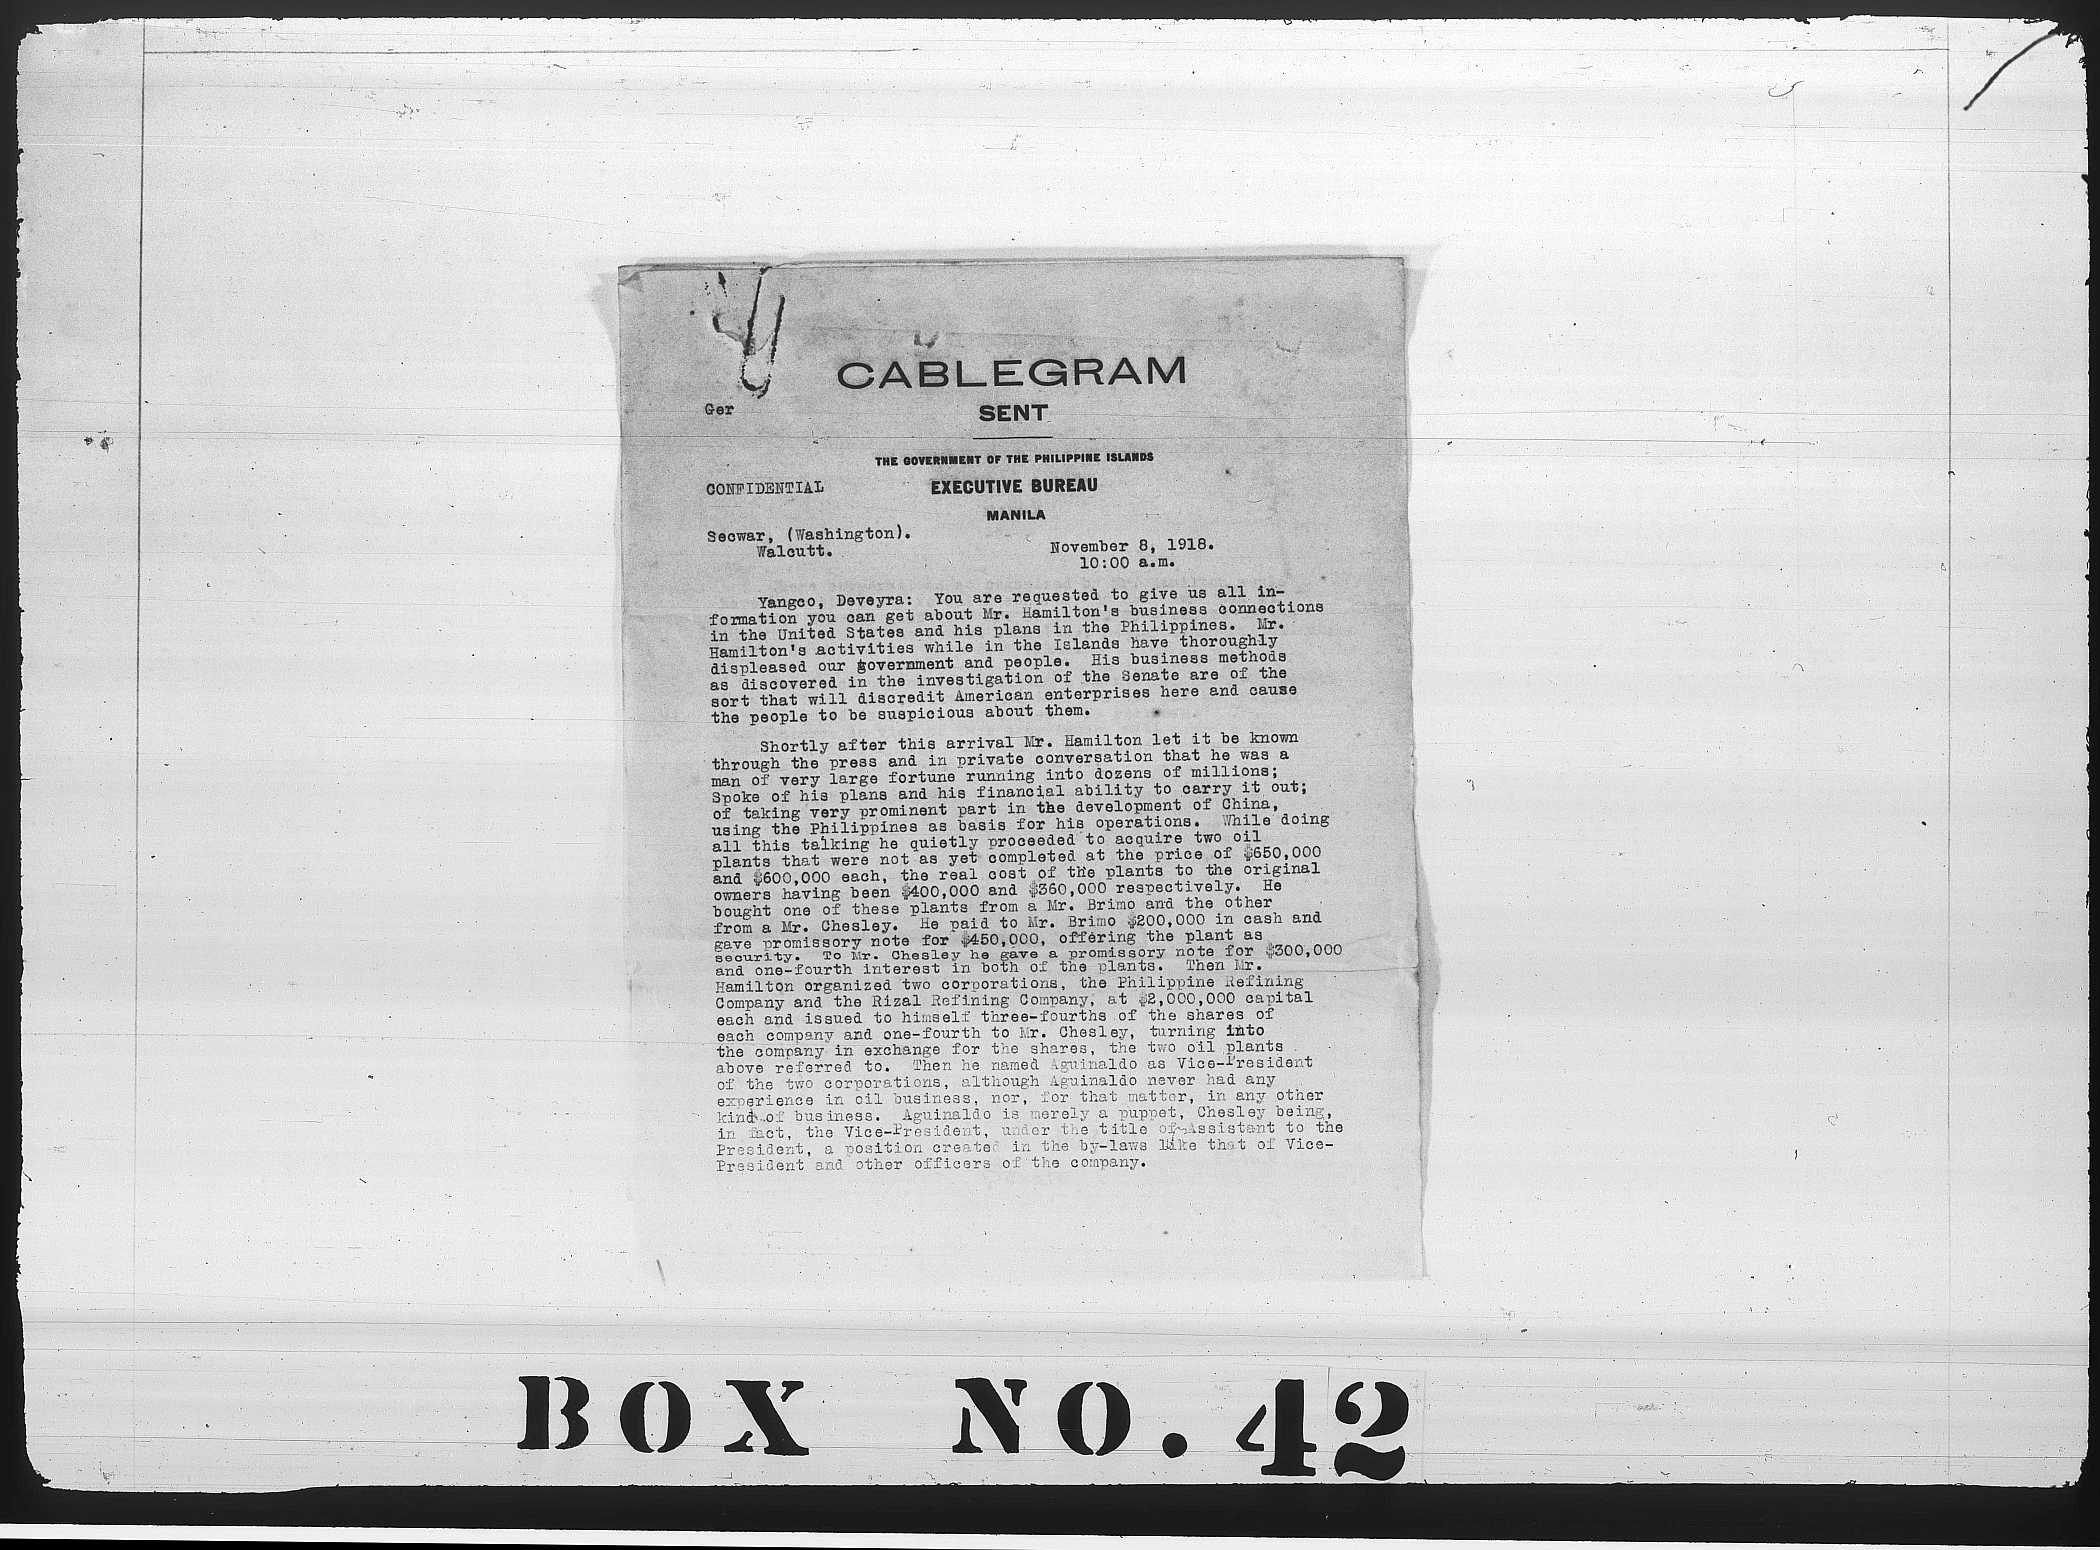 CABLEGRAM
Ger
SENT
THE GOVERNMENT OF THE PHILIPPINE ISLANDS
CONFIDENTIAL
EXECUTIVE BUREAU
MANILA
Secwar, (Washington).
Walcutt.
November 8, 1918.
10:00 a.m.
Yangco, Deveyra: You are requested to give us all in-
formation you can get about Mr. Hamilton's business connections
in the United States and his plans in the Philippines. Mr.
Hamilton's activities while in the Islands have thoroughly
displeased our government and people. His business methods
as discovered in the investigation of the Senate are of the
sort that will discredit American enterprises here and cause
the people to be suspicious about them.
Shortly after this arrival Mr. Hamilton let it be known
through the press and in private conversation that he was a
man of very large fortune running into dozens of millions;
Spoke of his plans and his financial ability to carry it out;
of taking very prominent part in the development of China,
using the Philippines as basis for his operations. While doing
all this talking he quietly proceeded to acquire two oil
plants that were not as yet completed at the price of $650,000
and $600,000 each, the real cost of the plants to the original
owners having been $400,000 and $360,000 respectively. He
bought one of these plants from a Mr. Brimo and the other
from a Mr. Chesley. He paid to Mr. Brimo $200,000 in cash and
gave promissory note for $450,000, offering the plant as
security. To Mr. Chesley he gave a promissory note for $300,000
and one-fourth interest in both of the plants. Then Mr.
Hamilton organized two corporations, the Philippine Refining
Company and the Rizal Refining Company, at $2,000,000 capital
each and issued to himself three-fourths of the shares of
each company and one-fourth to Mr. Chesley, turning into
the company in exchange for the shares, the two oil plants
above referred to. Then he named Aguinaldo as Vice-President
of the two corporations, although Aguinaldo never had any
experience in oil business, nor, for that matter, in any other
kind of business. Aguinaldo is merely a puppet, Chesley being,
in fact, the Vice-President, under the title of Assistant to the
President, a position created in the by-laws like that of Vice-
President and other officers of the company.
BOX NO. 42